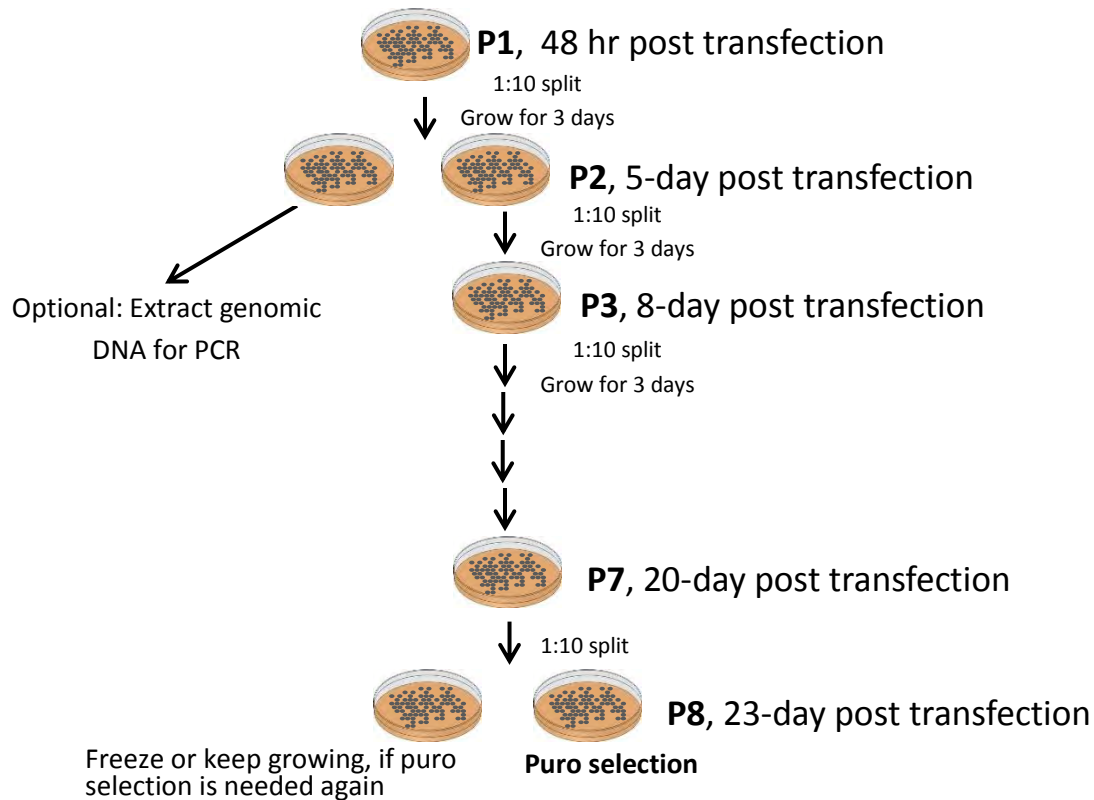 P1, 48 hr post transfection
1:10 split
Grow for 3 days
P2, 5-day post transfection
1:10 split
Grow for 3 days
Optional: Extract genomic
DNA for PCR
P3, 8-day post transfection
1:10 split
Grow for 3 days
P7, 20-day post transfection
1:10 split
P8, 23-day post transfection
Freeze or keep growing, if puro
selection is needed again
Puro selection